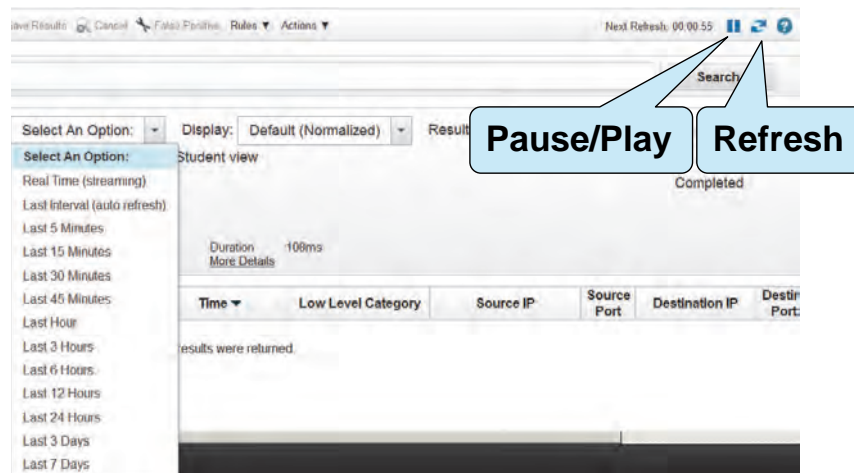 Save Results Cancel False Positive Rules ▼ Actions ▼ Next Refresh: 00:00:55
Search
Select An Option: Display: Default (Normalized) Result
Pause/Play Refresh
Select An Option: Student view
Real Time (streaming) Completed
Last Interval (auto refresh)
Last 5 Minutes
Last 15 Minutes Duration 108ms
More Details
Last 30 Minutes
Last 45 Minutes Time ▼ Low Level Category Source IP Source Port Destination IP Destin Port
Last Hour
Last 3 Hours results were returned.
Last 6 Hours
Last 12 Hours
Last 24 Hours
Last 3 Days
Last 7 Days